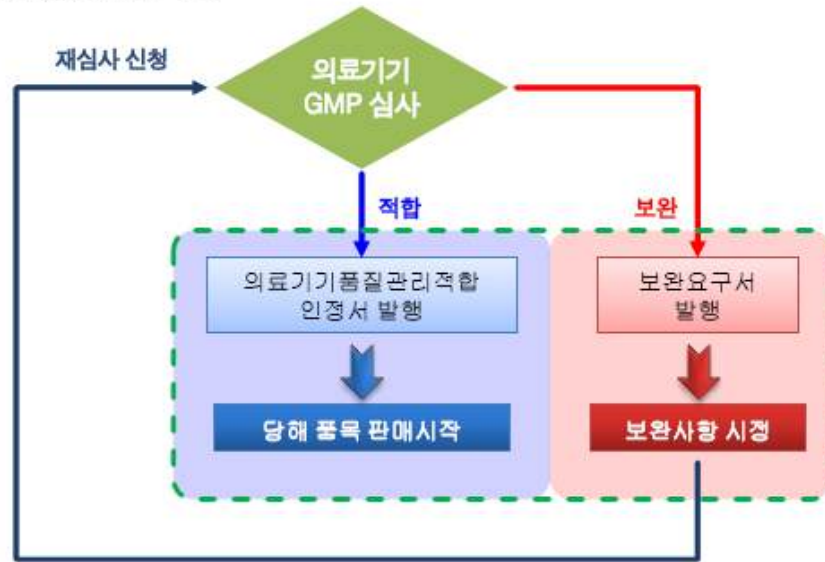 재심사 신청
의료기기
GMP 심사
적합
보완
의료기기품질관리적합
인정서 발행
보완요구서
발행
당해 품목 판매시작
보완사항 시정